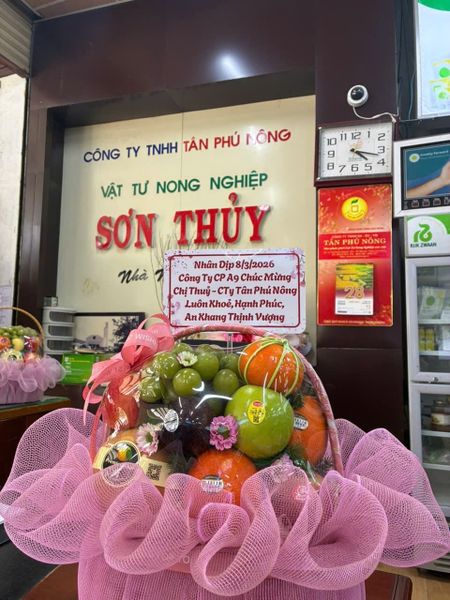 CÔNG TY TNHH TÂN PHÚ NÔNG
VẬT TƯ NONG NGHIỆP
SƠN THỦY
Nhà
Nhân Dịp 8/3/2026
Công Ty CP A9 Chúc Mừng
Chị Thuỷ - CTy Tân Phú Nông
Luôn Khoẻ, Hạnh Phúc,
An Khang Thịnh Vượng
TÂN PHÚ NÔNG
28
RIJK ZWAAN